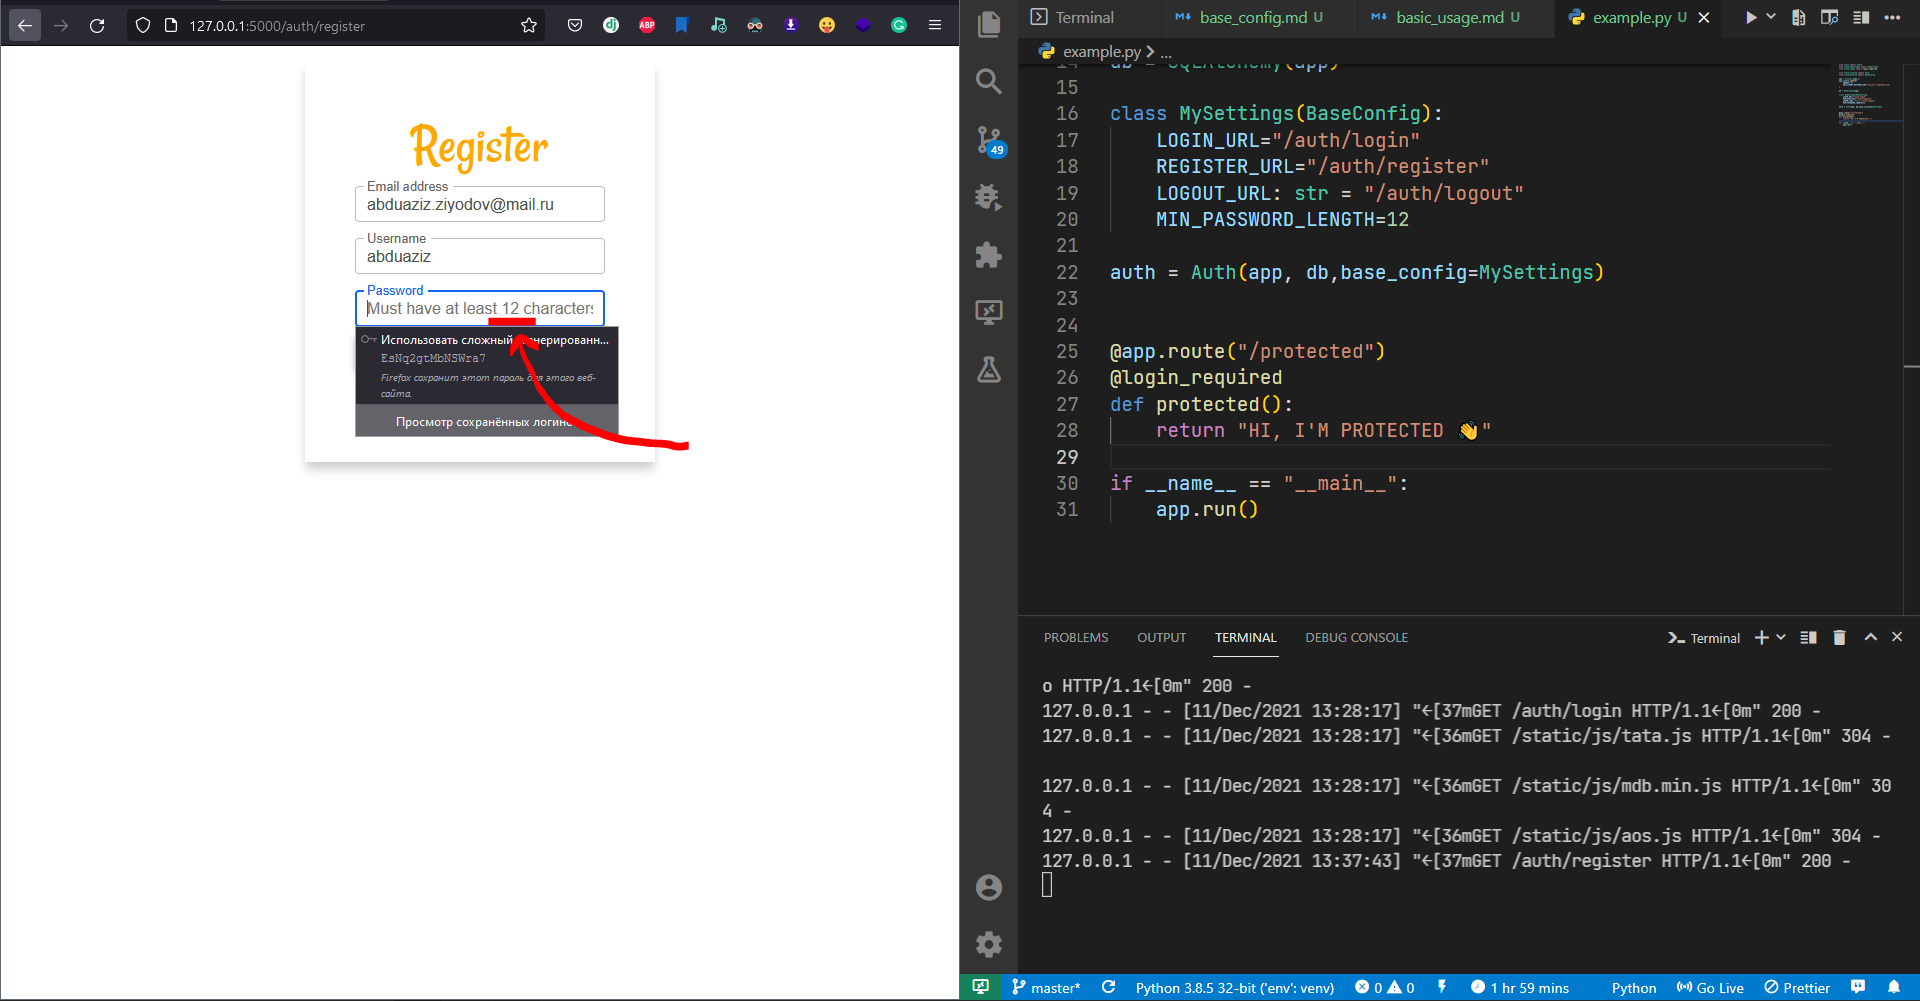 127.0.0.1:5000/auth/register
Register
Email address
abduaziz.ziyodov@mail.ru
Username
abduaziz
Password
Must have at least 12 characters
Использовать сложный
EsNq2gtMbNSWra7
Firefox сохранит этот пароль для этого веб-
сайта.
Просмотр сохранённых
Terminal
base_config.md U
basic_usage.md U
example.py U
example.py > ...
14 db = SQLAlchemy(app)
15
16 class MySettings(BaseConfig):
17 LOGIN_URL="/auth/login"
18 REGISTER_URL="/auth/register"
19 LOGOUT_URL: str = "/auth/logout"
20 MIN_PASSWORD_LENGTH=12
21
22 auth = Auth(app, db,base_config=MySettings)
23
24
25 @app.route("/protected")
26 @login_required
27 def protected():
28 return "HI, I'M PROTECTED 👋"
29
30 if __name__ == "__main__":
31 app.run()
49
PROBLEMS
OUTPUT
TERMINAL
DEBUG CONSOLE
Terminal
o HTTP/1.1←[0m" 200 -
127.0.0.1 - - [11/Dec/2021 13:28:17] "←[37mGET /auth/login HTTP/1.1←[0m" 200 -
127.0.0.1 - - [11/Dec/2021 13:28:17] "←[36mGET /static/js/tata.js HTTP/1.1←[0m" 304 -
127.0.0.1 - - [11/Dec/2021 13:28:17] "←[36mGET /static/js/mdb.min.js HTTP/1.1←[0m" 30
4 -
127.0.0.1 - - [11/Dec/2021 13:28:17] "←[36mGET /static/js/aos.js HTTP/1.1←[0m" 304 -
127.0.0.1 - - [11/Dec/2021 13:37:43] "←[37mGET /auth/register HTTP/1.1←[0m" 200 -
master*
Python 3.8.5 32-bit ('env': venv)
0
0
1 hr 59 mins
Python
Go Live
Prettier